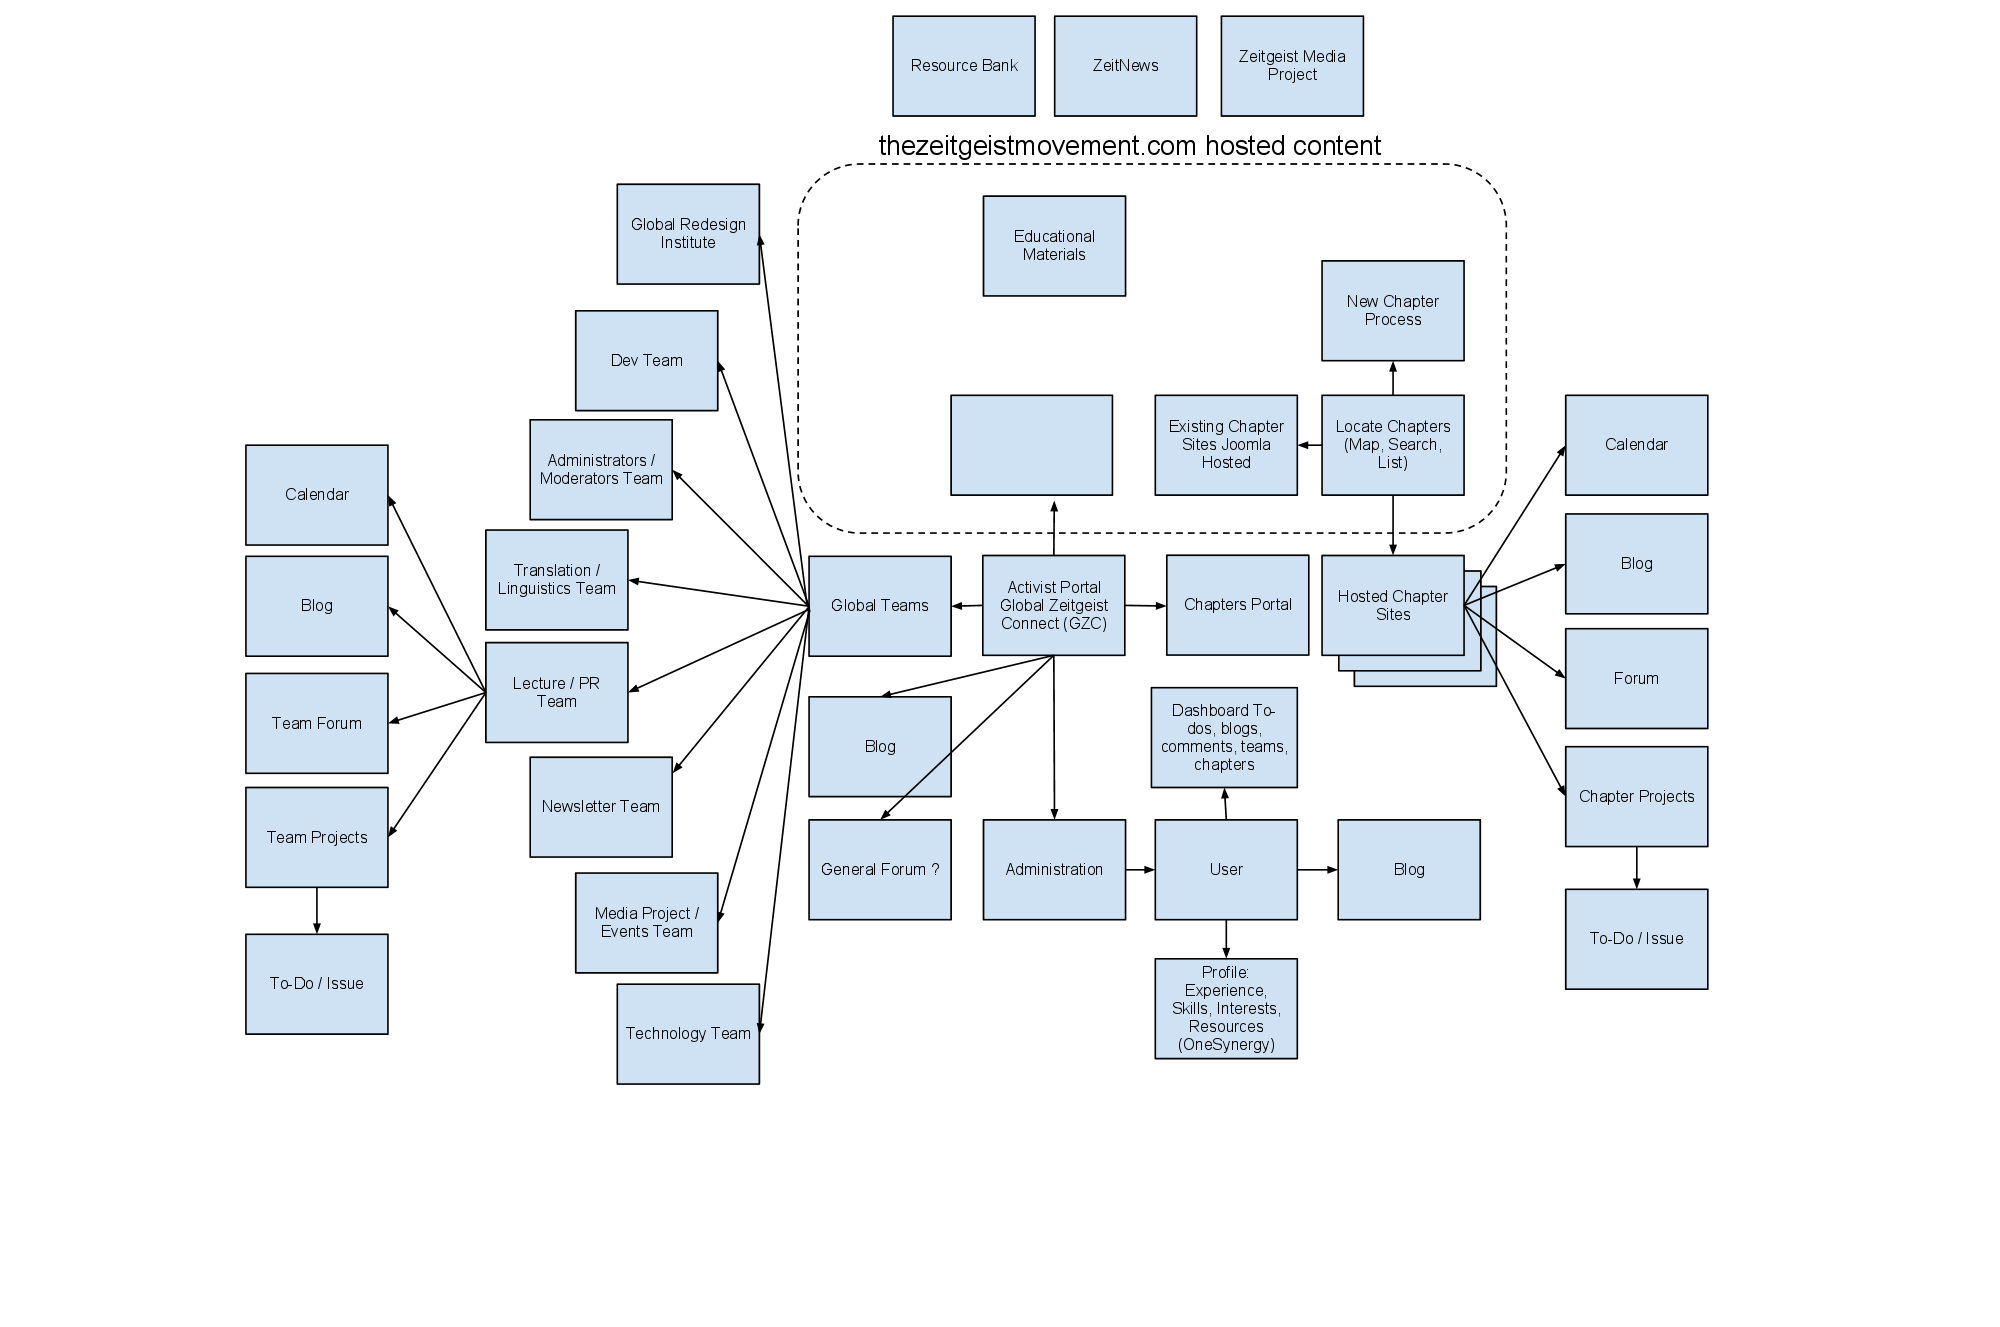 Resource Bank
ZeitNews
Zeitgeist Media
Project
thezeitgeistmovement.com hosted content
Global Redesign
Institute
Educational
Materials
New Chapter
Process
Dev Team
Administrators /
Moderators Team
Existing Chapter
Sites Joomla
Hosted
Locate Chapters
(Map, Search,
List)
Calendar
Calendar
Translation /
Linguistics Team
Blog
Global Teams
Activist Portal
Global Zeitgeist
Connect (GZC)
Chapters Portal
Hosted Chapter
Sites
Blog
Lecture / PR
Team
Forum
Team Forum
Blog
Dashboard To-
dos, blogs,
comments, teams,
chapters
Newsletter Team
Chapter Projects
Team Projects
General Forum ?
Administration
User
Blog
Media Project /
Events Team
To-Do / Issue
To-Do / Issue
Technology Team
Profile:
Experience,
Skills, Interests,
Resources
(OneSynergy)